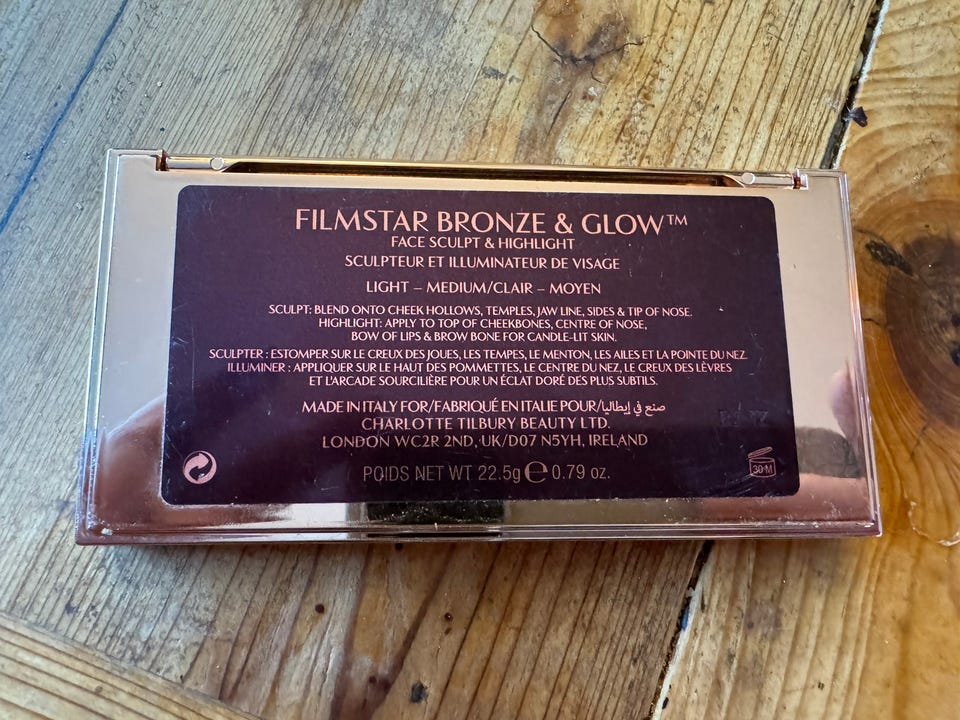 FILMSTAR BRONZE & GLOW™
FACE SCULPT & HIGHLIGHT
SCULPTEUR ET ILLUMINATEUR DE VISAGE
LIGHT – MEDIUM/CLAIR – MOYEN
SCULPT: BLEND ONTO CHEEK HOLLOWS, TEMPLES, JAW LINE, SIDES & TIP OF NOSE.
HIGHLIGHT: APPLY TO TOP OF CHEEKBONES, CENTRE OF NOSE,
BOW OF LIPS & BROW BONE FOR CANDLE-LIT SKIN.
SCULPTER : ESTOMPER SUR LE CREUX DES JOUES, LES TEMPES, LE MENTON, LES AILES ET LA POINTE DU NEZ.
ILLUMINER : APPLIQUER SUR LE HAUT DES POMMETTES, LE CENTRE DU NEZ, LE CREUX DES LÈVRES
ET L'ARCADE SOURCILIÈRE POUR UN ÉCLAT DORÉ DES PLUS SUBTILS.
MADE IN ITALY FOR/FABRIQUÉ EN ITALIE POUR/صنع في إيطاليا
CHARLOTTE TILBURY BEAUTY LTD.
LONDON WC2R 2ND, UK/D07 N5YH, IRELAND
POIDS NET WT 22.5g ℮ 0.79 oz.
30 M